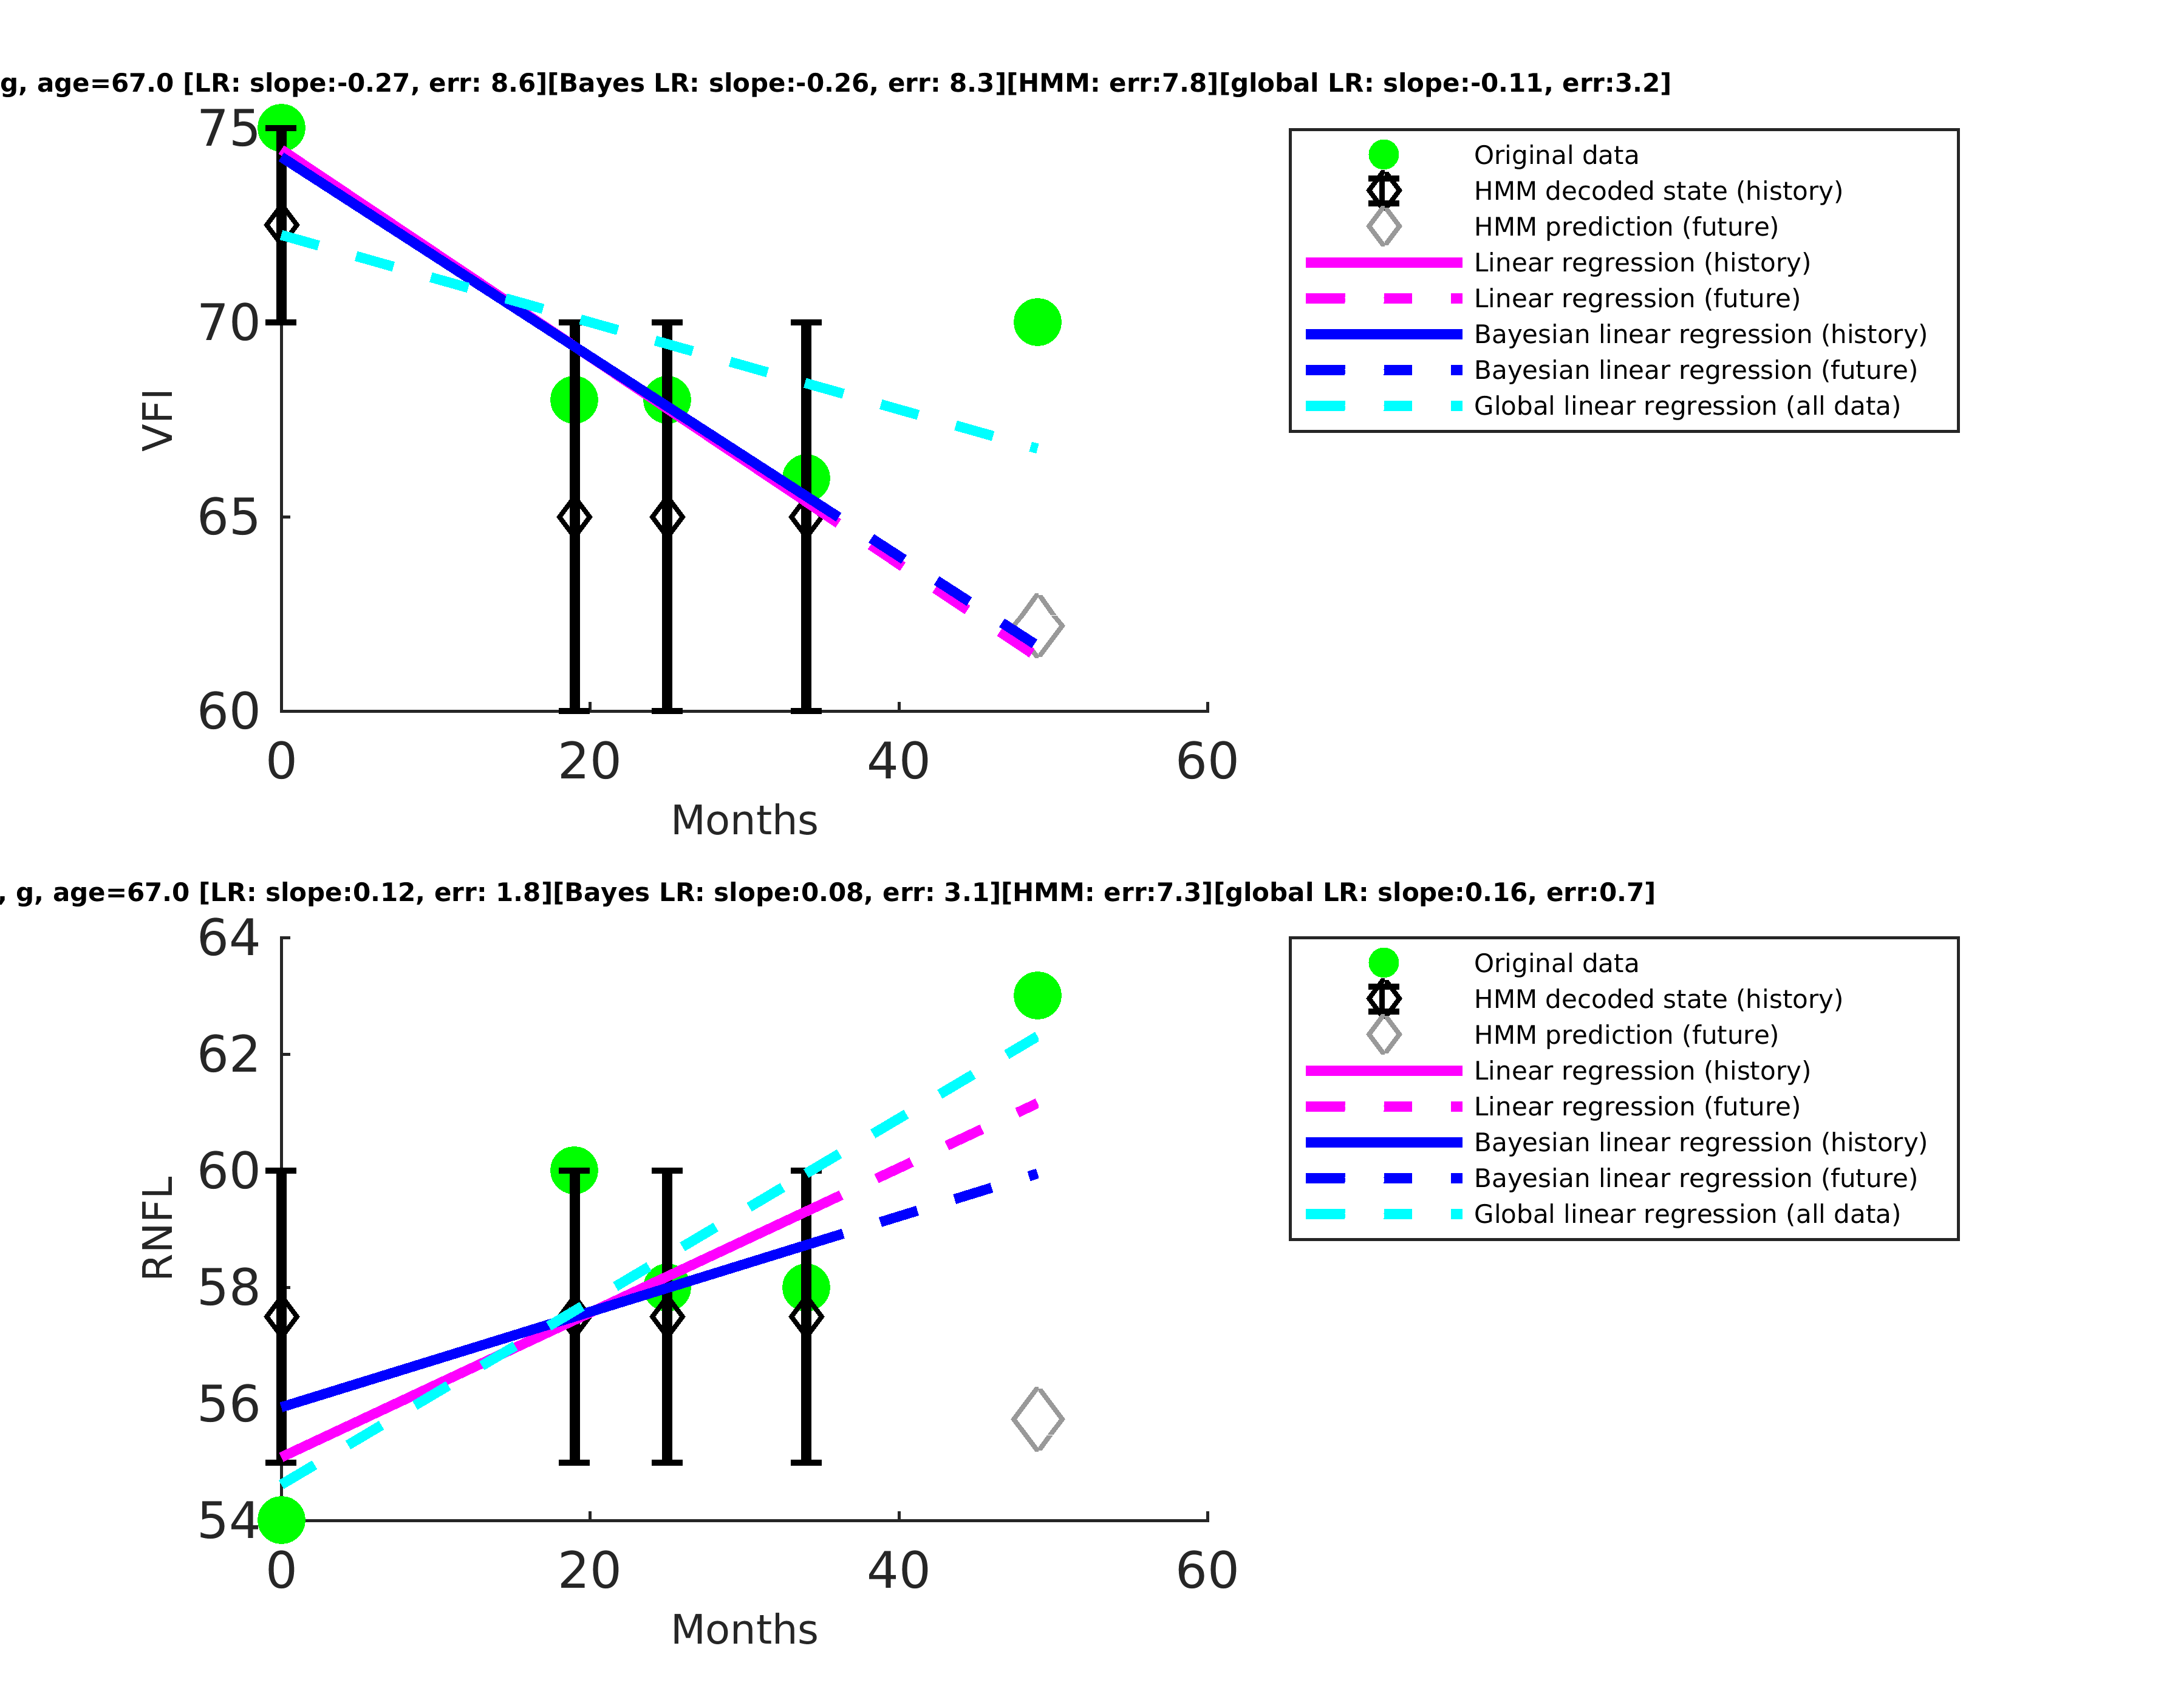 g, age=67.0 [LR: slope:-0.27, err: 8.6][Bayes LR: slope:-0.26, err: 8.3][HMM: err:7.8][global LR: slope:-0.11, err:3.2]
75
70
65
60
VFI
0 20 40 60
Months
Original data
HMM decoded state (history)
HMM prediction (future)
Linear regression (history)
Linear regression (future)
Bayesian linear regression (history)
Bayesian linear regression (future)
Global linear regression (all data)
, g, age=67.0 [LR: slope:0.12, err: 1.8][Bayes LR: slope:0.08, err: 3.1][HMM: err:7.3][global LR: slope:0.16, err:0.7]
64
62
60
58
56
54
RNFL
0 20 40 60
Months
Original data
HMM decoded state (history)
HMM prediction (future)
Linear regression (history)
Linear regression (future)
Bayesian linear regression (history)
Bayesian linear regression (future)
Global linear regression (all data)